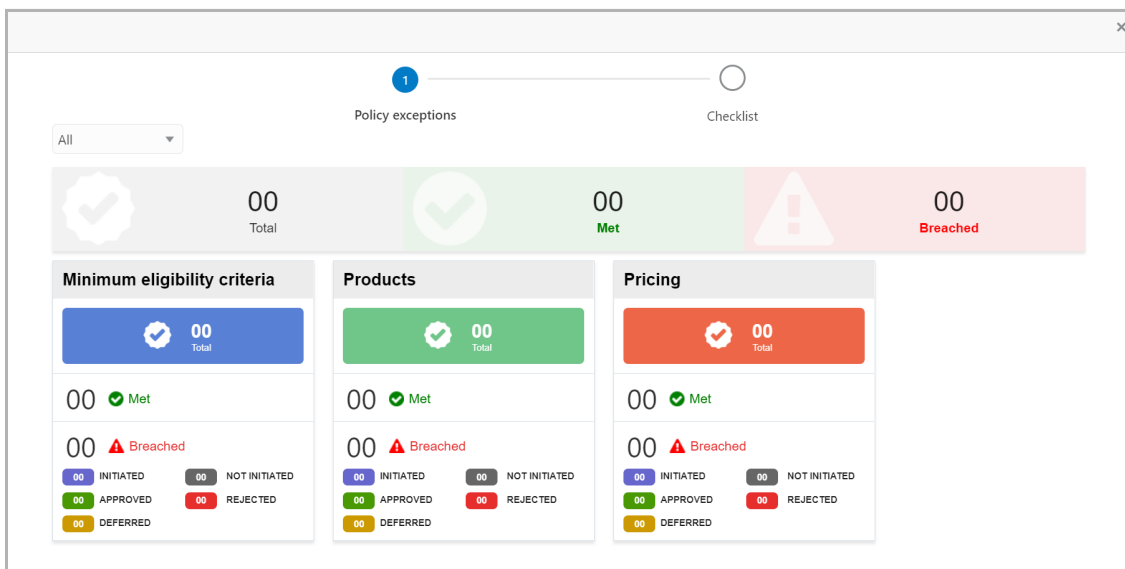 ×
1
Policy exceptions
Checklist
All
00
Total
00
Met
00
Breached
Minimum eligibility criteria
00
Total
00 Met
00 Breached
00 INITIATED 00 NOT INITIATED
00 APPROVED 00 REJECTED
00 DEFERRED
Products
00
Total
00 Met
00 Breached
00 INITIATED 00 NOT INITIATED
00 APPROVED 00 REJECTED
00 DEFERRED
Pricing
00
Total
00 Met
00 Breached
00 INITIATED 00 NOT INITIATED
00 APPROVED 00 REJECTED
00 DEFERRED